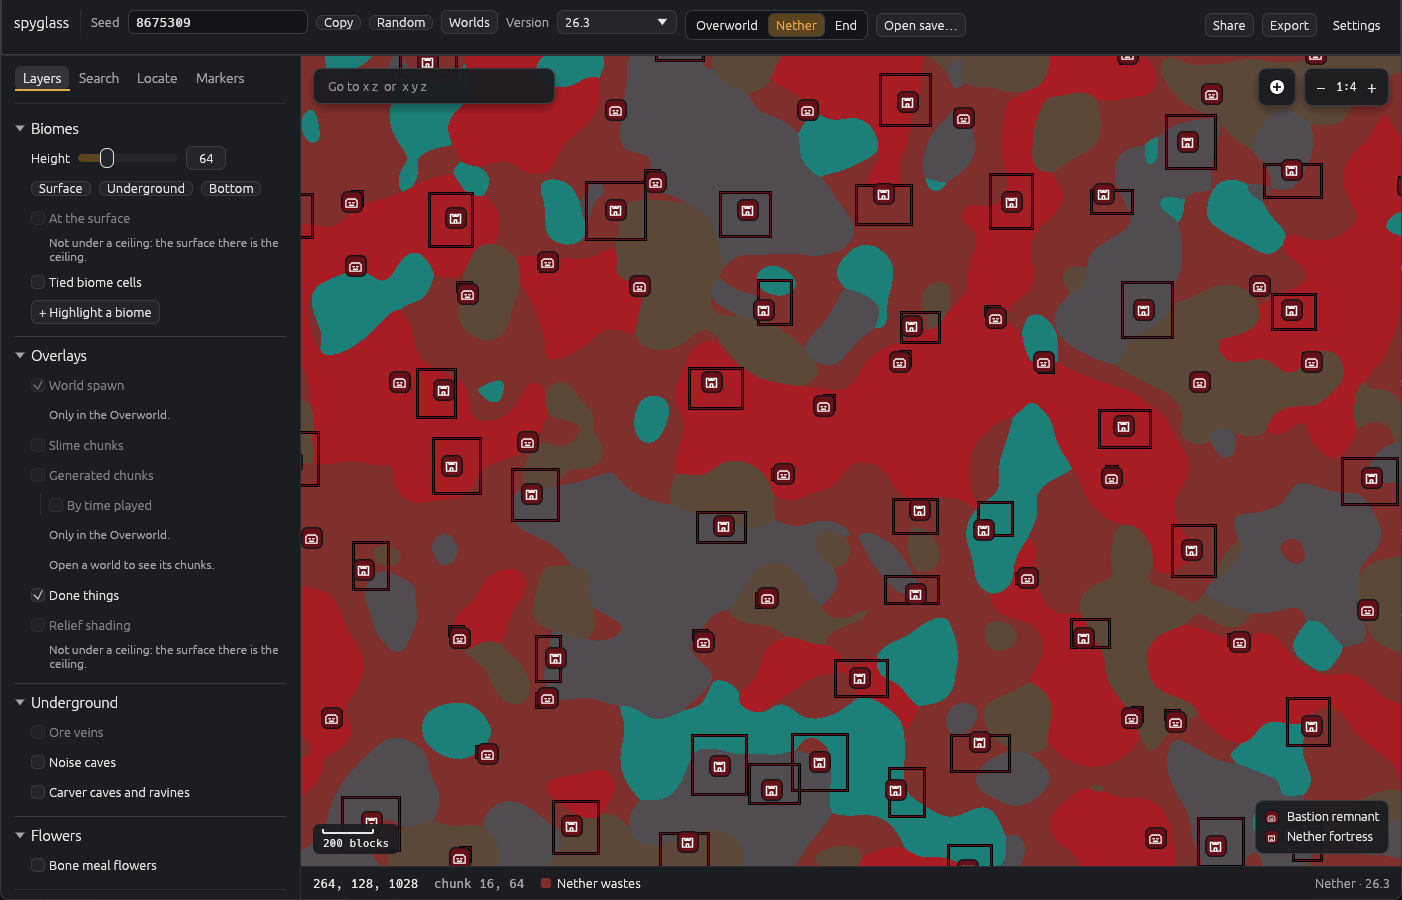 spyglass
Seed
8675309
Copy
Random
Worlds
Version
26.3
Overworld
Nether
End
Open save…
Share
Export
Settings
Layers
Search
Locate
Markers
Go to x z or x y z
1:4
Biomes
Height
64
Surface
Underground
Bottom
At the surface
Not under a ceiling: the surface there is the
ceiling.
Tied biome cells
+ Highlight a biome
Overlays
World spawn
Only in the Overworld.
Slime chunks
Generated chunks
By time played
Only in the Overworld.
Open a world to see its chunks.
Done things
Relief shading
Not under a ceiling: the surface there is the
ceiling.
Underground
Ore veins
Noise caves
Carver caves and ravines
Flowers
Bone meal flowers
200 blocks
Bastion remnant
Nether fortress
264, 128, 1028
chunk 16, 64
Nether wastes
Nether · 26.3